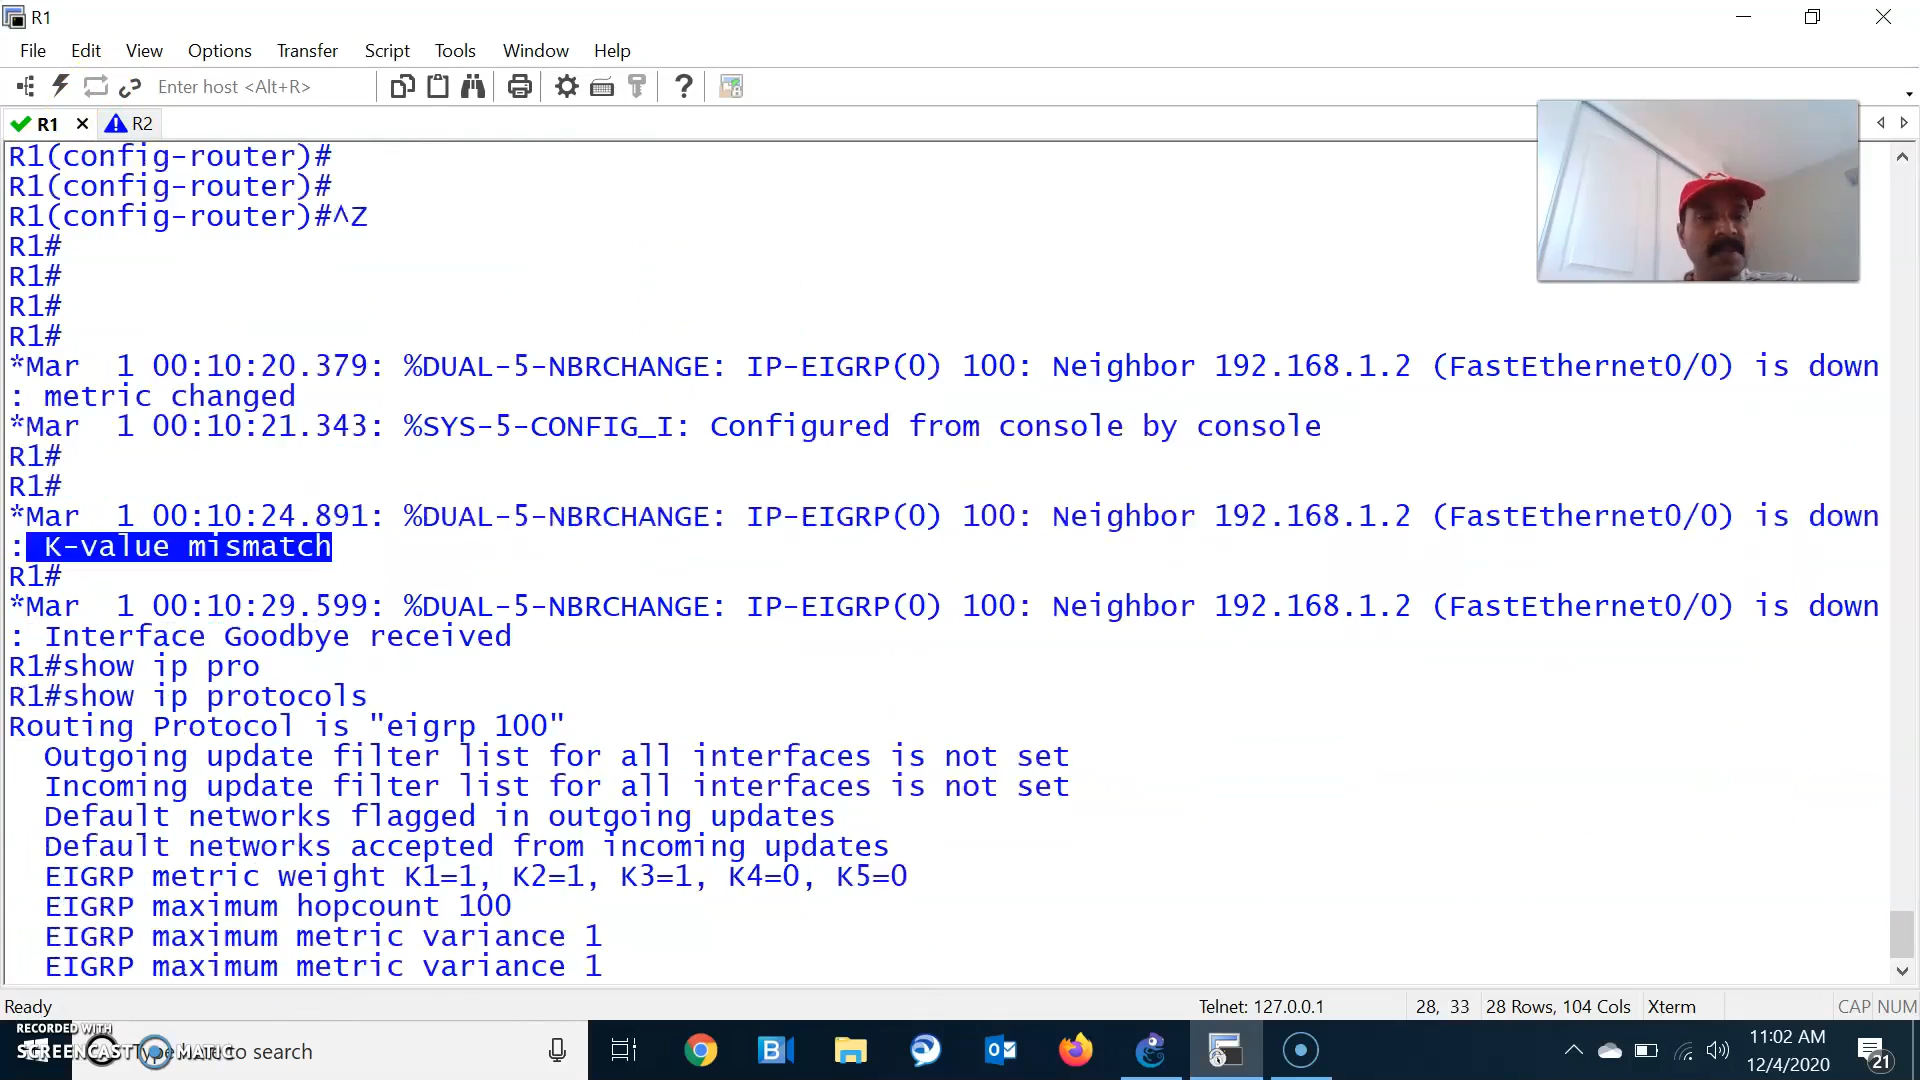 R1
File Edit View Options Transfer Script Tools Window Help
Enter host <Alt+R>
R1 R2
R1(config-router)#
R1(config-router)#
R1(config-router)#^Z
R1#
R1#
R1#
R1#
*Mar  1 00:10:20.379: %DUAL-5-NBRCHANGE: IP-EIGRP(0) 100: Neighbor 192.168.1.2 (FastEthernet0/0) is down
: metric changed
*Mar  1 00:10:21.343: %SYS-5-CONFIG_I: Configured from console by console
R1#
R1#
*Mar  1 00:10:24.891: %DUAL-5-NBRCHANGE: IP-EIGRP(0) 100: Neighbor 192.168.1.2 (FastEthernet0/0) is down
: K-value mismatch
R1#
*Mar  1 00:10:29.599: %DUAL-5-NBRCHANGE: IP-EIGRP(0) 100: Neighbor 192.168.1.2 (FastEthernet0/0) is down
: Interface Goodbye received
R1#show ip pro
R1#show ip protocols
Routing Protocol is "eigrp 100"
  Outgoing update filter list for all interfaces is not set
  Incoming update filter list for all interfaces is not set
  Default networks flagged in outgoing updates
  Default networks accepted from incoming updates
  EIGRP metric weight K1=1, K2=1, K3=1, K4=0, K5=0
  EIGRP maximum hopcount 100
  EIGRP maximum metric variance 1
  EIGRP maximum metric variance 1
Ready Telnet: 127.0.0.1 28, 33 28 Rows, 104 Cols Xterm CAP NUM
RECORDED WITH
SCREENCAST-O-MATIC
to search
11:02 AM
12/4/2020
21